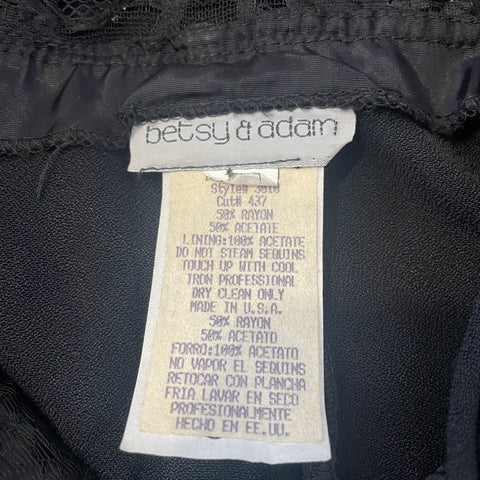 betsy & adam
Style# 3018
Cut# 437
50% RAYON
50% ACETATE
LINING:100% ACETATE
DO NOT STEAM SEQUINS
TOUCH UP WITH COOL
IRON PROFESSIONAL
DRY CLEAN ONLY
MADE IN U.S.A.
50% RAYON
50% ACETATO
FORRO:100% ACETATO
NO VAPOR EL SEQUINS
RETOCAR CON PLANCHA
FRIA LAVAR EN SECO
PROFESIONALMENTE
HECHO EN EE.UU.